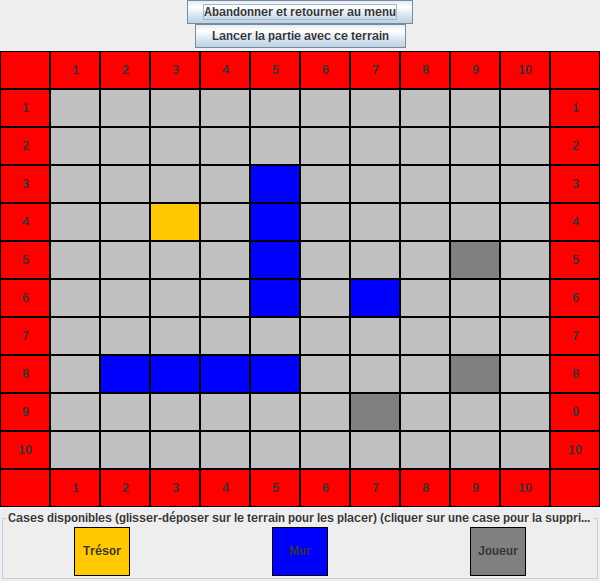 Abandonner et retourner au menu
Lancer la partie avec ce terrain
1 2 3 4 5 6 7 8 9 10
1 1
2 2
3 3
4 4
5 5
6 6
7 7
8 8
9 9
10 10
1 2 3 4 5 6 7 8 9 10
Cases disponibles (glisser-déposer sur le terrain pour les placer) (cliquer sur une case pour la suppri...
Trésor Mur Joueur